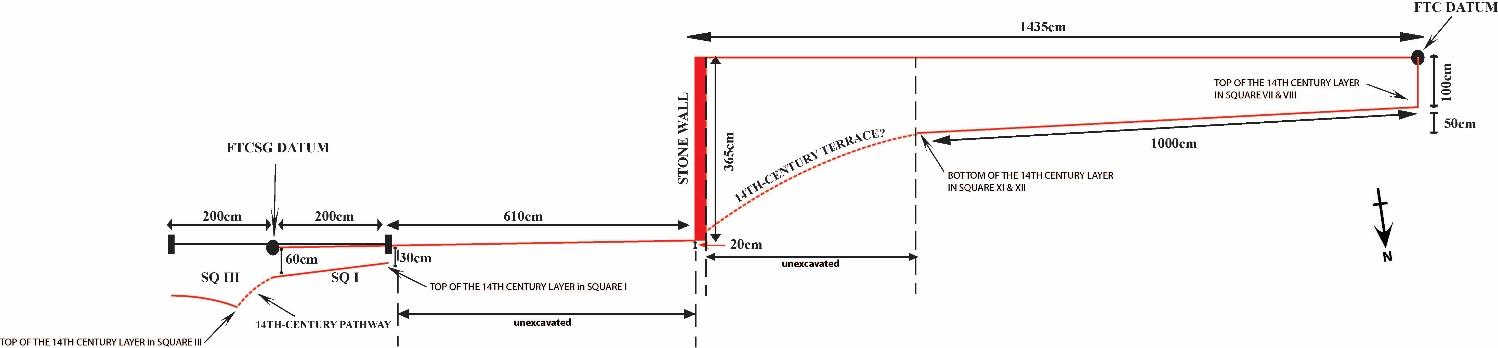 FTC DATUM
1435cm
TOP OF THE 14TH CENTURY LAYER
IN SQUARE VII & VIII
100cm
50cm
STONE WALL
365cm
14TH-CENTURY TERRACE?
1000cm
FTCSG DATUM
BOTTOM OF THE 14TH CENTURY LAYER
IN SQUARE XI & XII
200cm
200cm
610cm
20cm
60cm
30cm
unexcavated
N
SQ III
SQ I
TOP OF THE 14TH CENTURY LAYER in SQUARE I
14TH-CENTURY PATHWAY
unexcavated
TOP OF THE 14TH CENTURY LAYER in SQUARE III